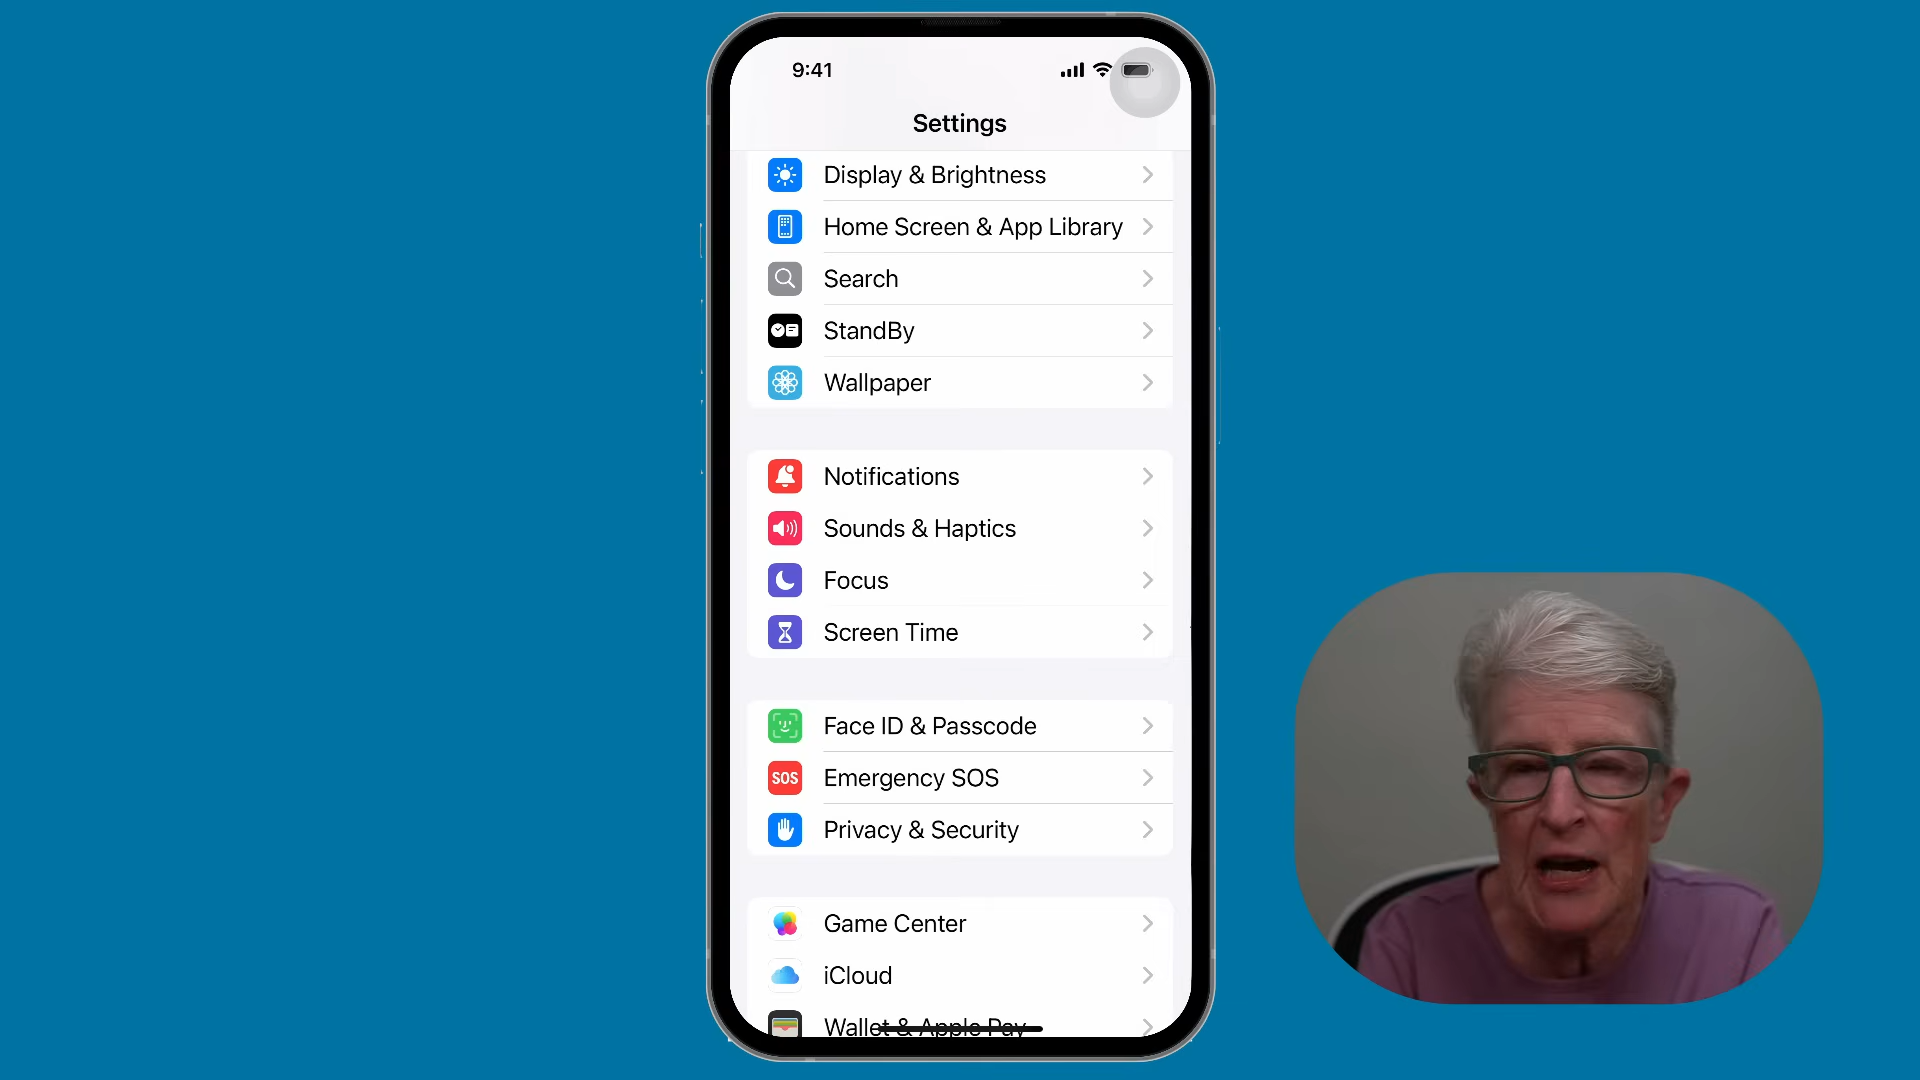 9:41
Settings
Display & Brightness
Home Screen & App Library
Search
StandBy
Wallpaper
Notifications
Sounds & Haptics
Focus
Screen Time
Face ID & Passcode
SOS Emergency SOS
Privacy & Security
Game Center
iCloud
Wallet & Apple Pay